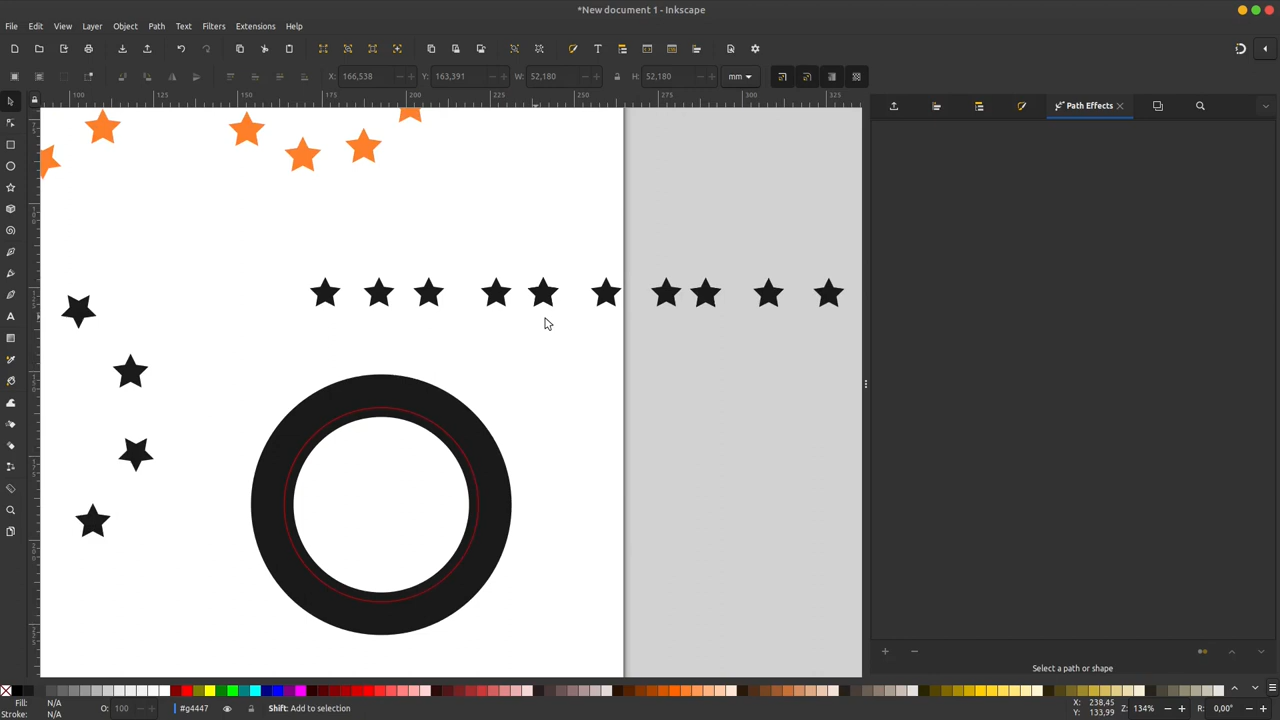 *New document 1 - Inkscape
File Edit View Layer Object Path Text Filters Extensions Help
X: 166,538 Y: 163,391 W: 52,180 H: 52,180 mm
100 125 150 175 200 225 250 275 300 325
Path Effects
Select a path or shape
Fill: N/A
Stroke: N/A
O: 100
#g4447
Shift: Add to selection
X: 238,45
Y: 133,99
Z: 134%
R: 0,00°